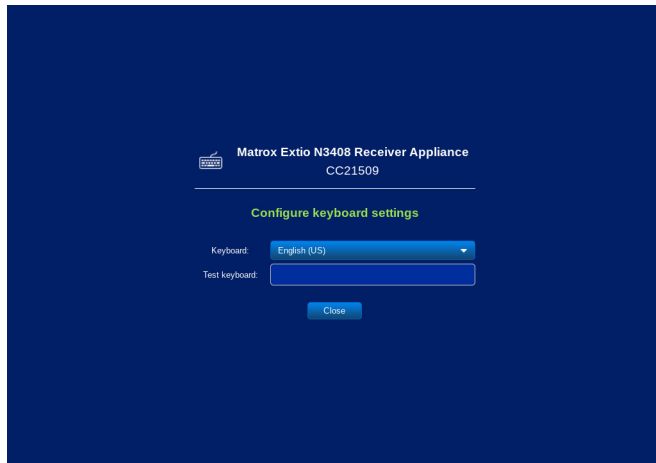 Matrox Extio N3408 Receiver Appliance
CC21509
Configure keyboard settings
Keyboard: English (US)
Test keyboard:
Close